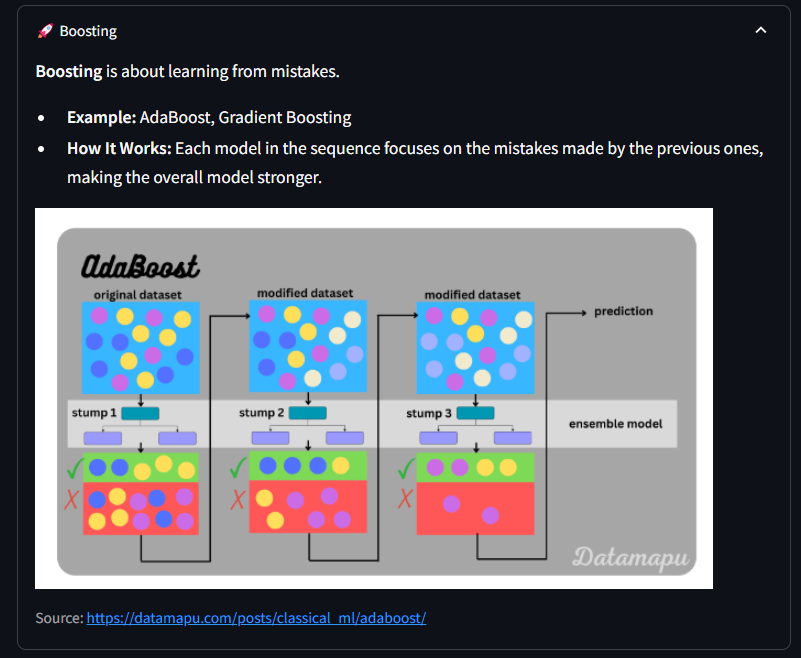 🚀 Boosting
Boosting is about learning from mistakes.
• Example: AdaBoost, Gradient Boosting
• How It Works: Each model in the sequence focuses on the mistakes made by the previous ones,
making the overall model stronger.
AdaBoost
original dataset
modified dataset
modified dataset
prediction
stump 1
stump 2
stump 3
ensemble model
Datamapu
Source: https://datamapu.com/posts/classical_ml/adaboost/